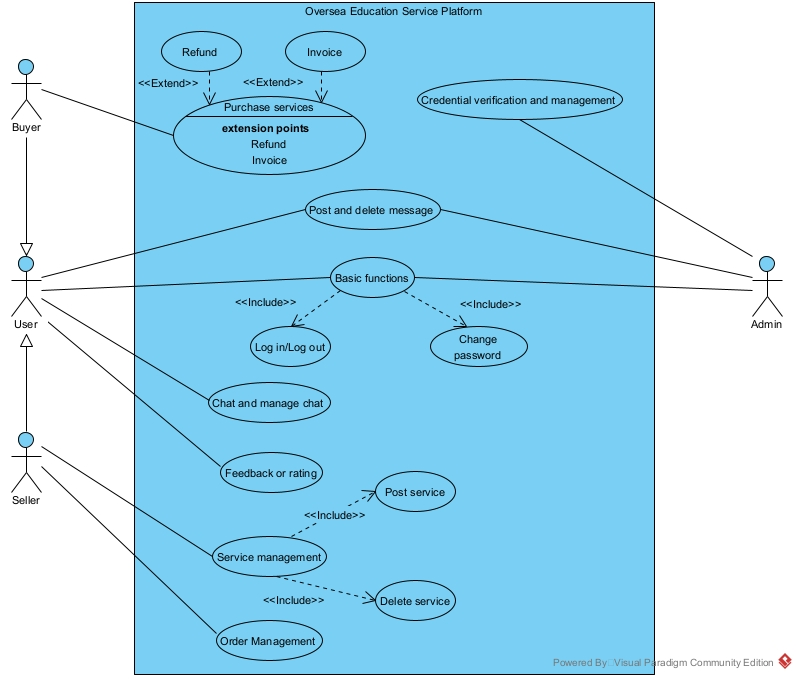 Oversea Education Service Platform
Refund
Invoice
<<Extend>>
<<Extend>>
Purchase services
extension points
Refund
Invoice
Credential verification and management
Buyer
Post and delete message
Basic functions
<<Include>>
<<Include>>
User
Admin
Log in/Log out
Change
password
Chat and manage chat
Feedback or rating
Seller
Post service
<<Include>>
Service management
<<Include>>
Delete service
Order Management
Powered By: Visual Paradigm Community Edition